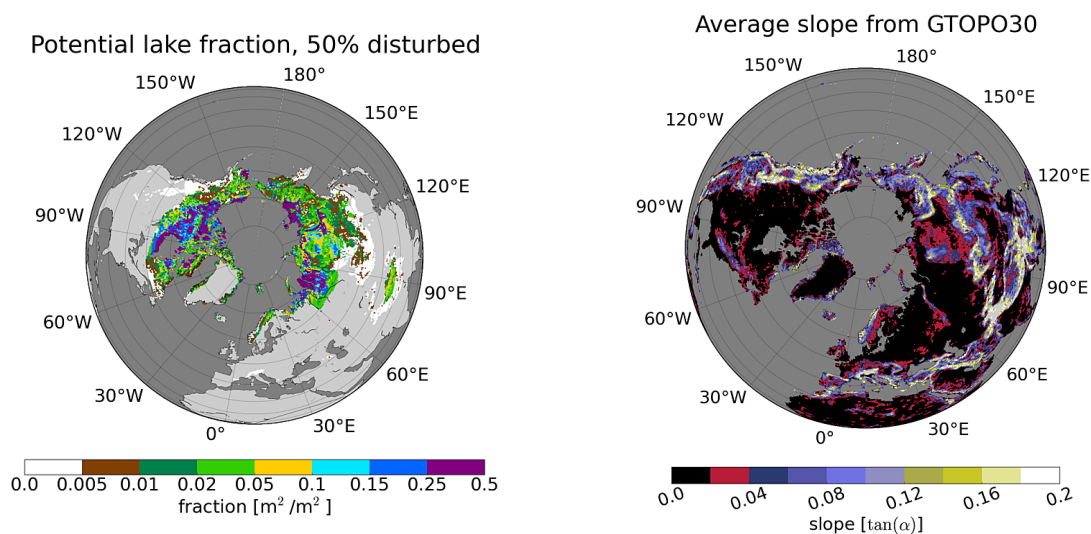 Potential lake fraction, 50% disturbed
180°
150°W
150°E
120°W
120°E
90°W
90°E
60°W
60°E
30°W
30°E
0°
0.0 0.005 0.01 0.02 0.05 0.1 0.15 0.25 0.5
fraction [m² /m² ]
Average slope from GTOPO30
180°
150°W
150°E
120°W
120°E
90°W
90°E
60°W
60°E
30°W
30°E
0°
0.0 0.04 0.08 0.12 0.16 0.2
slope [tan(α)]